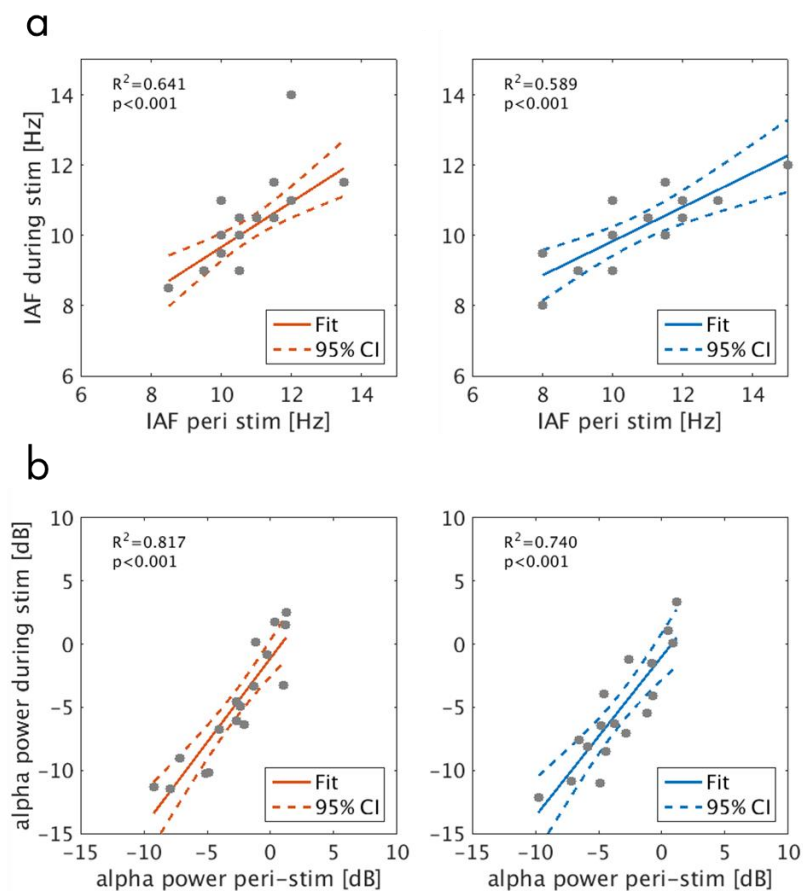 a
R²=0.641
p<0.001
IAF during stim [Hz]
14
12
10
8
6
Fit
95% CI
6 8 10 12 14
IAF peri stim [Hz]
R²=0.589
p<0.001
14
12
10
8
6
Fit
95% CI
6 8 10 12 14
IAF peri stim [Hz]
b
R²=0.817
p<0.001
alpha power during stim [dB]
10
5
0
−5
−10
−15
Fit
95% CI
−15 −10 −5 0 5 10
alpha power peri-stim [dB]
R²=0.740
p<0.001
10
5
0
−5
−10
−15
Fit
95% CI
−15 −10 −5 0 5 10
alpha power peri-stim [dB]